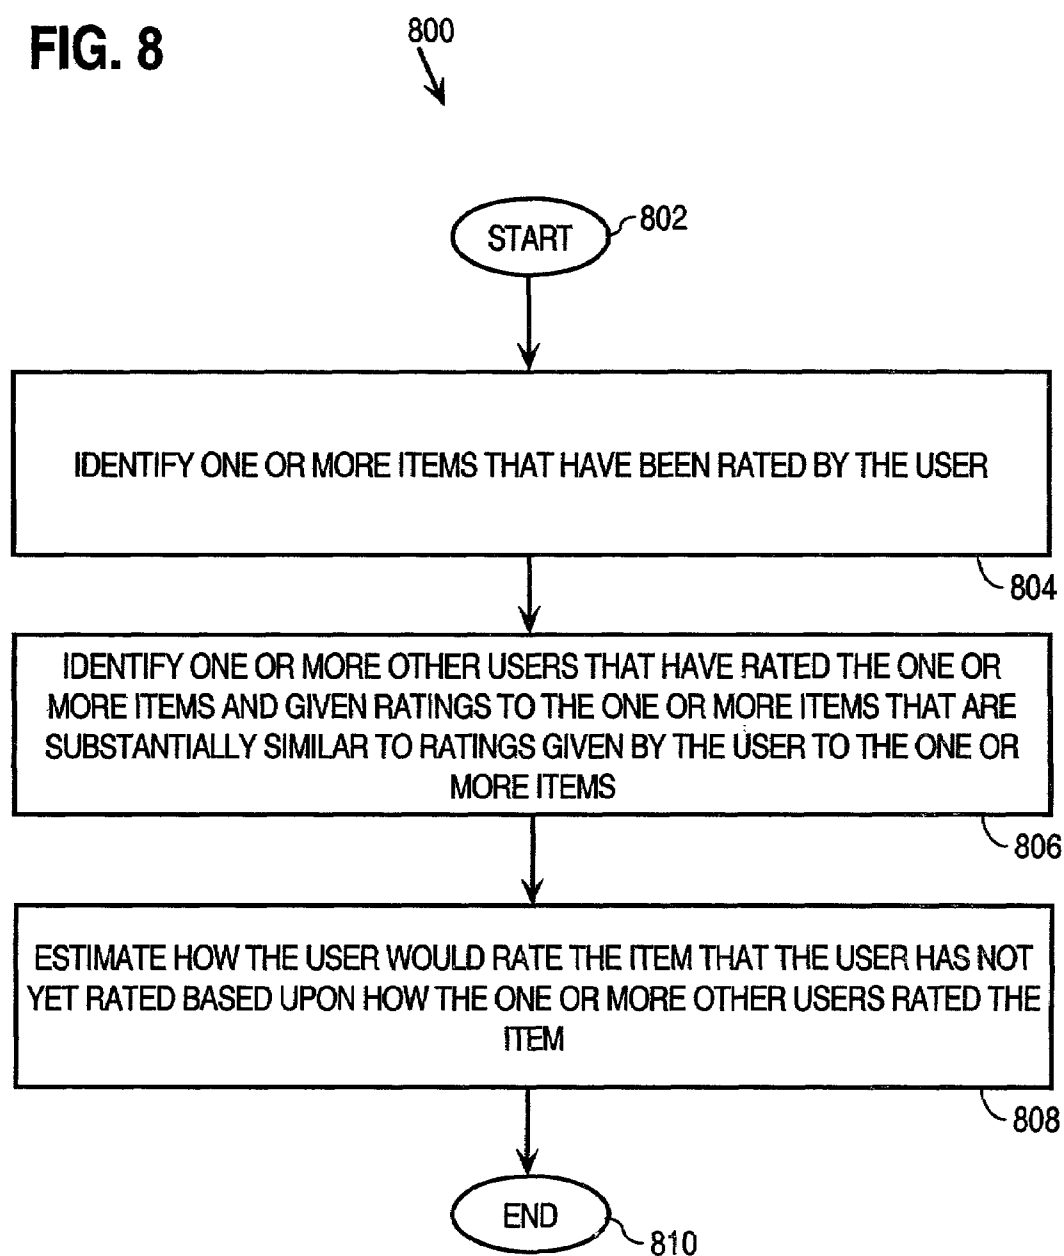 FIG. 8
800
START
802
IDENTIFY ONE OR MORE ITEMS THAT HAVE BEEN RATED BY THE USER
804
IDENTIFY ONE OR MORE OTHER USERS THAT HAVE RATED THE ONE OR
MORE ITEMS AND GIVEN RATINGS TO THE ONE OR MORE ITEMS THAT ARE
SUBSTANTIALLY SIMILAR TO RATINGS GIVEN BY THE USER TO THE ONE OR
MORE ITEMS
806
ESTIMATE HOW THE USER WOULD RATE THE ITEM THAT THE USER HAS NOT
YET RATED BASED UPON HOW THE ONE OR MORE OTHER USERS RATED THE
ITEM
808
END
810